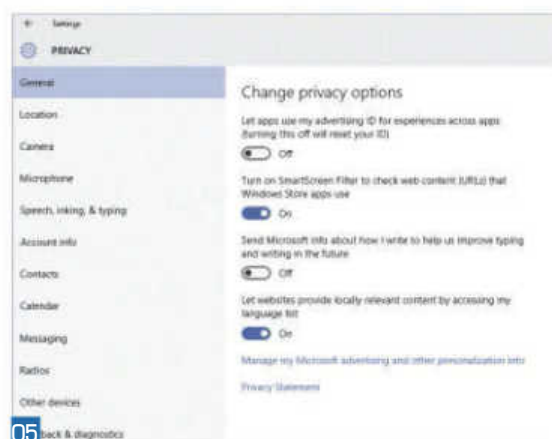 Settings
PRIVACY
General
Location
Camera
Microphone
Speech, inking, & typing
Account info
Contacts
Calendar
Messaging
Radios
Other devices
back & diagnostics
05
Change privacy options
Let apps use my advertising ID for experiences across apps
(turning this off will reset your ID)
Off
Turn on SmartScreen Filter to check web content (URLs) that
Windows Store apps use
On
Send Microsoft info about how I write to help us improve typing
and writing in the future
Off
Let websites provide locally relevant content by accessing my
language list
On
Manage my Microsoft advertising and other personalization info
Privacy Statement